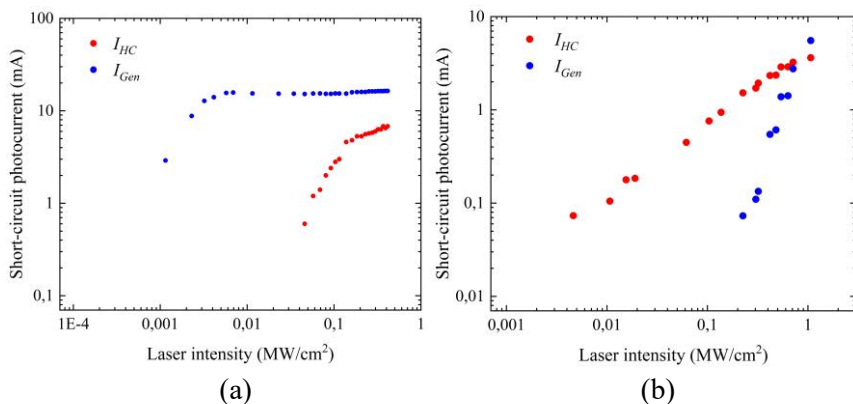 100
10
1
0,1
Short-circuit photocurrent (mA)
I_HC
I_Gen
1E-4 0,001 0,01 0,1 1
Laser intensity (MW/cm²)
(a)
10
1
0,1
0,01
Short-circuit photocurrent (mA)
I_HC
I_Gen
0,001 0,01 0,1 1
Laser intensity (MW/cm²)
(b)